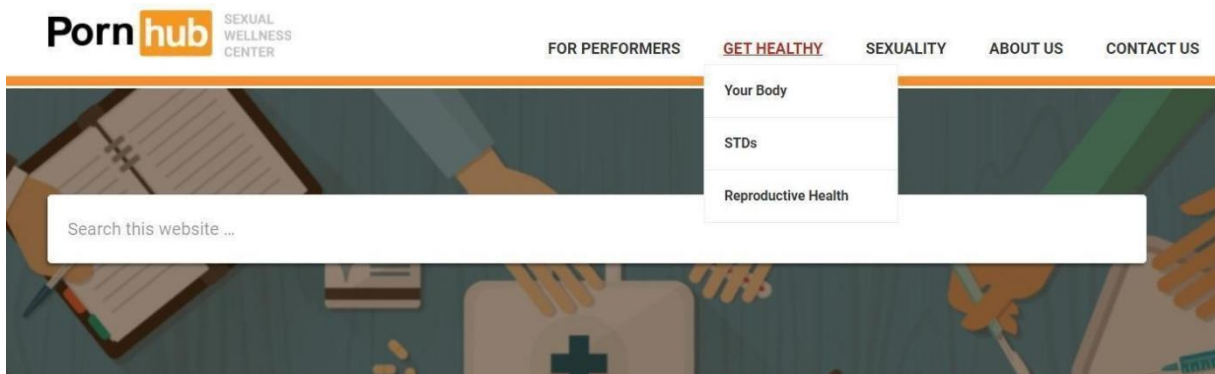 Porn hub
SEXUAL
WELLNESS
CENTER
FOR PERFORMERS GET HEALTHY SEXUALITY ABOUT US CONTACT US
Your Body
STDs
Reproductive Health
Search this website ...